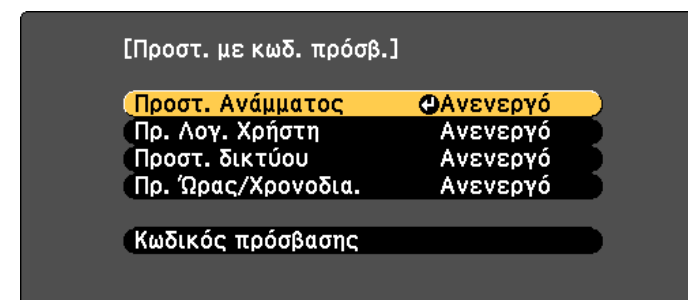 [Προστ. με κωδ. πρόσβ.]
Προστ. Ανάμματος Ανενεργό
Πρ. Λογ. Χρήστη Ανενεργό
Προστ. δικτύου Ανενεργό
Πρ. Ώρας/Χρονοδια. Ανενεργό
Κωδικός πρόσβασης